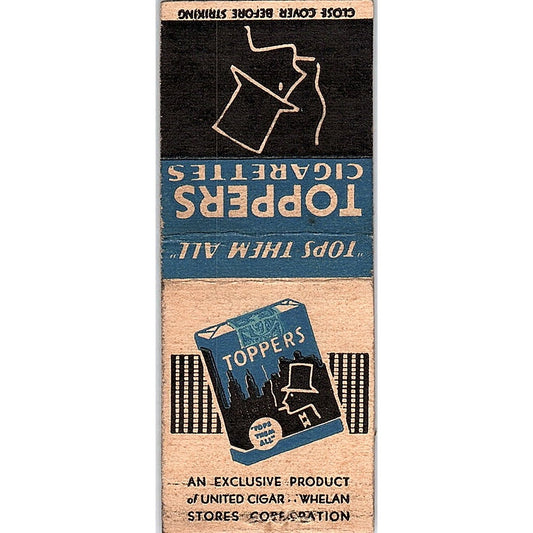 CLOSE COVER BEFORE STRIKING
TOPPERS
CIGARETTES
"TOPS THEM ALL"
TOPPERS
"TOPS
THEM
ALL"
AN EXCLUSIVE PRODUCT
of UNITED CIGAR .. WHELAN
STORES CORPORATION